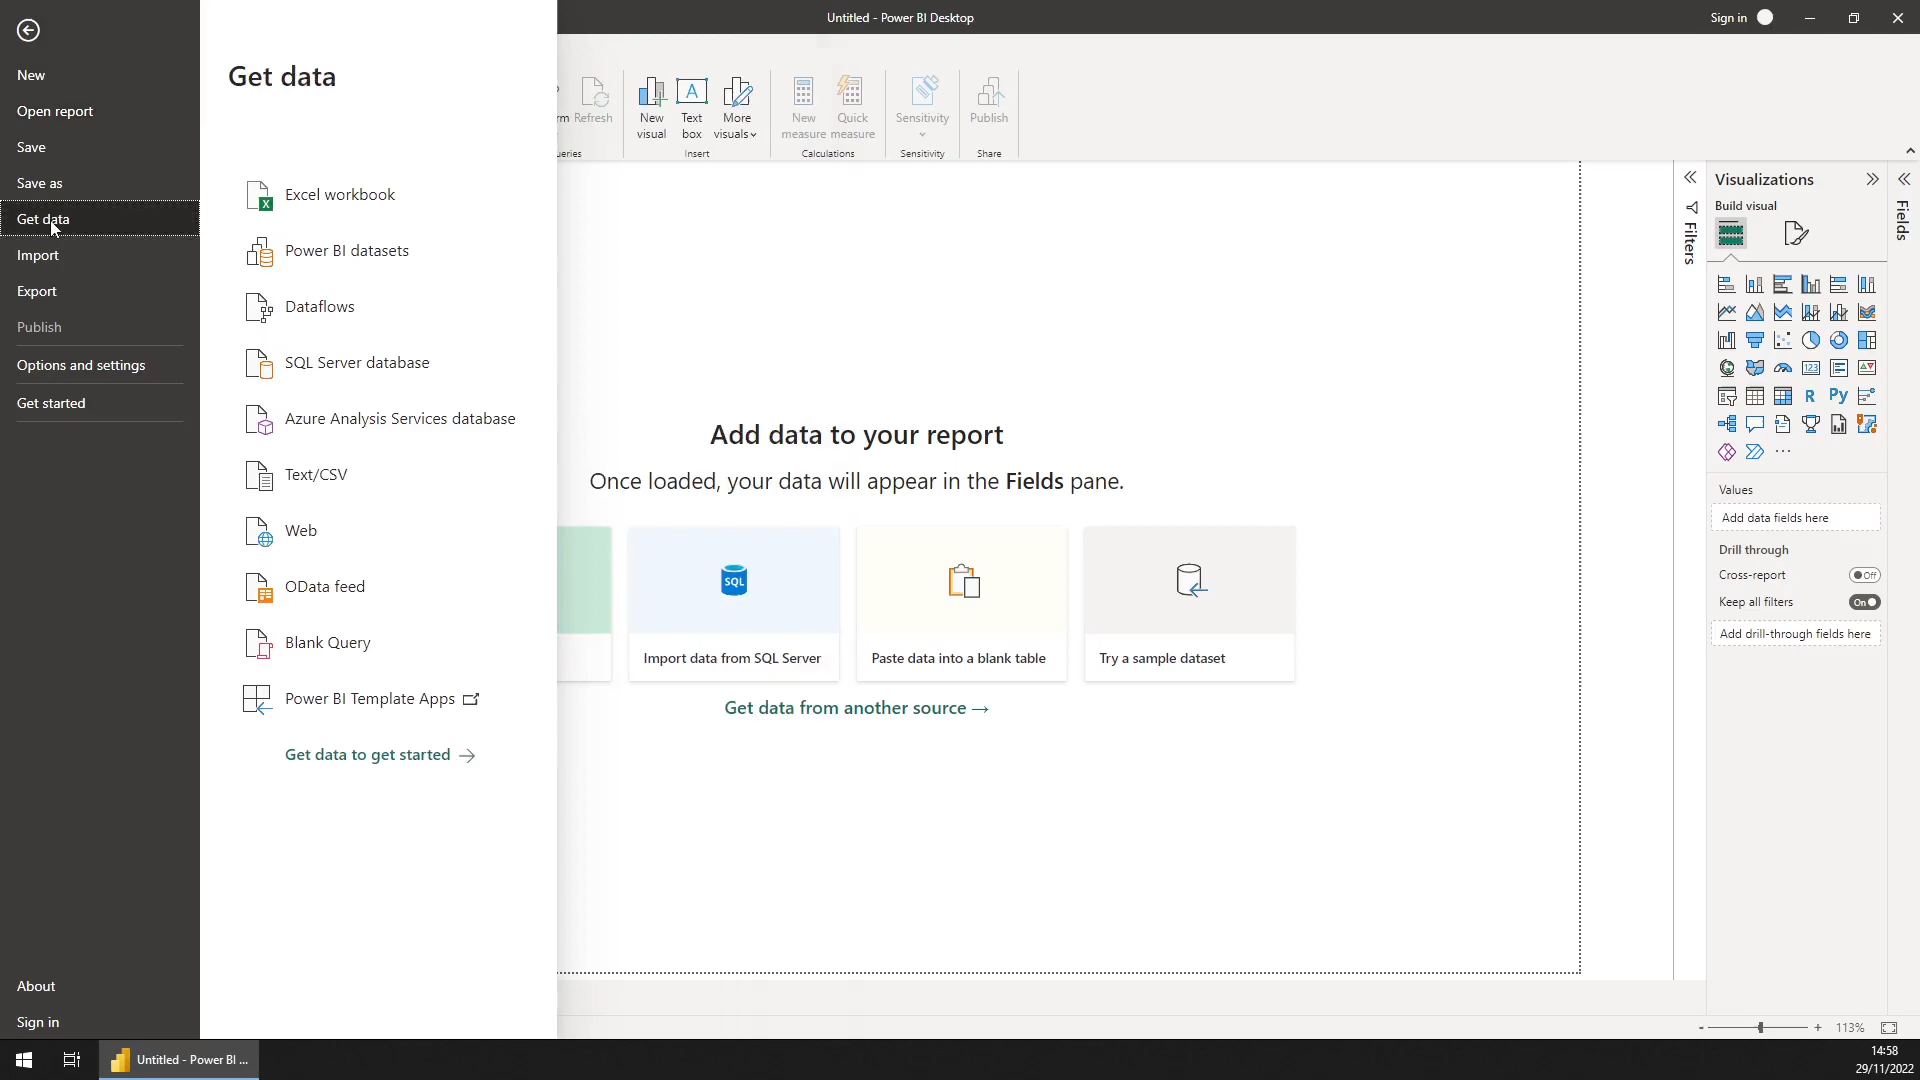 Untitled - Power BI Desktop
Sign in
New
Open report
Save
Save as
Get data
Import
Export
Publish
Options and settings
Get started
About
Sign in
Get data
Excel workbook
Power BI datasets
Dataflows
SQL Server database
Azure Analysis Services database
Text/CSV
Web
OData feed
Blank Query
Power BI Template Apps
Get data to get started →
rm
Refresh
ueries
New
visual
Text
box
More
visuals
Insert
New
measure
Quick
measure
Calculations
Sensitivity
Sensitivity
Publish
Share
Add data to your report
Once loaded, your data will appear in the Fields pane.
SQL
Import data from SQL Server
Paste data into a blank table
Try a sample dataset
Get data from another source →
Filters
Visualizations
Build visual
123
R
Py
Values
Add data fields here
Drill through
Cross-report
Off
Keep all filters
On
Add drill-through fields here
Fields
- + 113%
Untitled - Power BI ...
14:58
29/11/2022